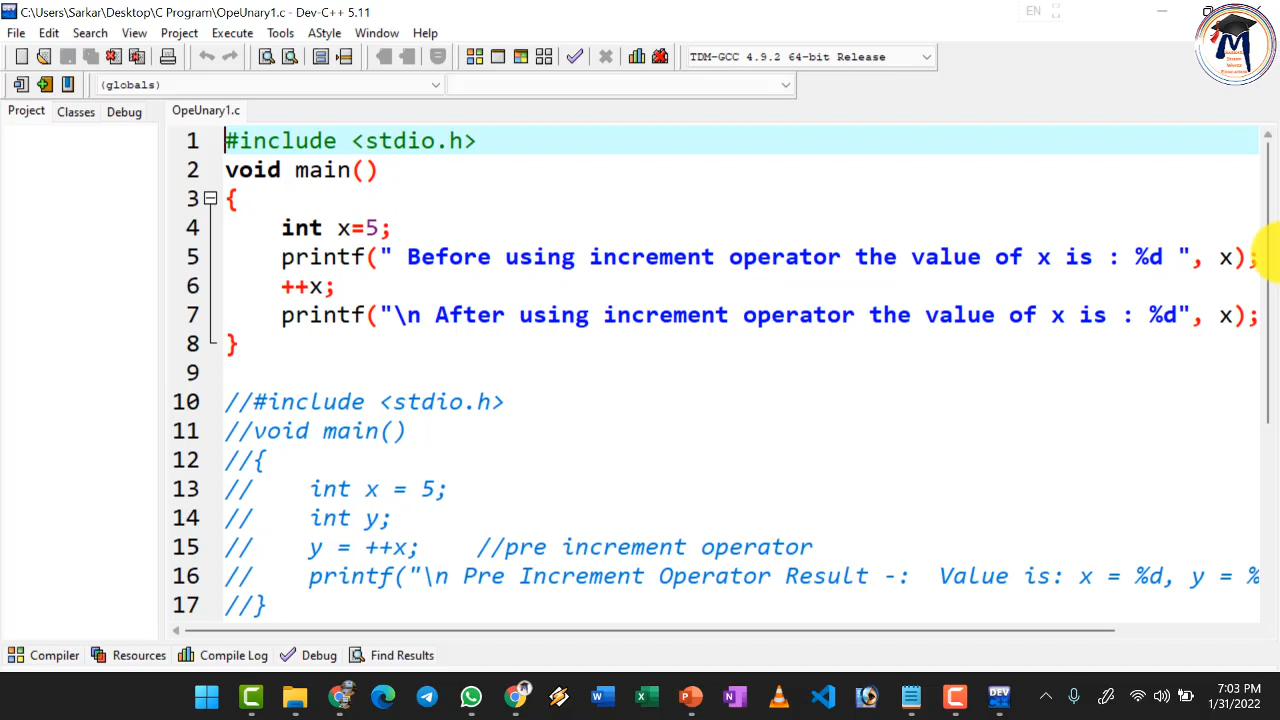 C:\Users\Sarkar\Desktop\C Program\OpeUnary1.c - Dev-C++ 5.11
EN
File Edit Search View Project Execute Tools AStyle Window Help
TDM-GCC 4.9.2 64-bit Release
(globals)
Project Classes Debug
OpeUnary1.c
1 #include <stdio.h>
2 void main()
3 {
4 int x=5;
5 printf(" Before using increment operator the value of x is : %d ", x);
6 ++x;
7 printf("\n After using increment operator the value of x is : %d", x);
8 }
9
10 //#include <stdio.h>
11 //void main()
12 //{
13 // int x = 5;
14 // int y;
15 // y = ++x; //pre increment operator
16 // printf("\n Pre Increment Operator Result -: Value is: x = %d, y = %
17 //}
Compiler Resources Compile Log Debug Find Results
7:03 PM
1/31/2022